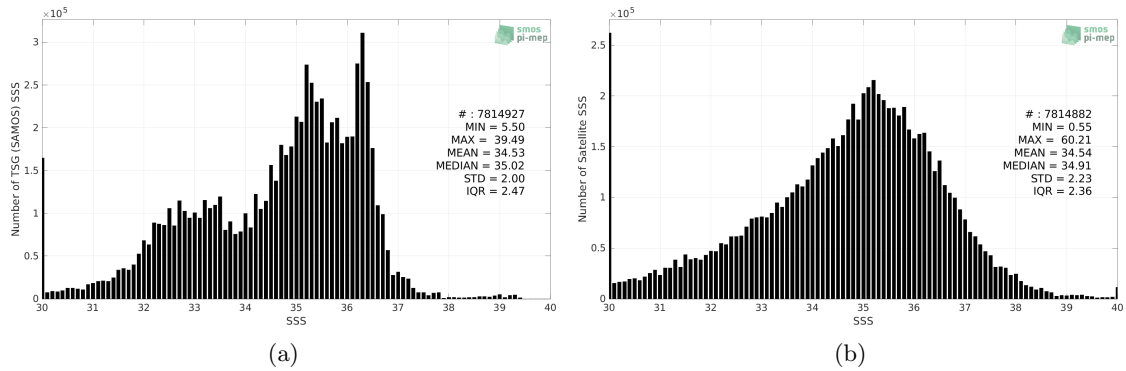 ×10⁵
3
2.5
2
1.5
1
0.5
0
Number of TSG (SAMOS) SSS
smos
pi-mep
# : 7814927
MIN = 5.50
MAX = 39.49
MEAN = 34.53
MEDIAN = 35.02
STD = 2.00
IQR = 2.47
30 31 32 33 34 35 36 37 38 39 40
SSS
(a)
×10⁵
2.5
2
1.5
1
0.5
0
Number of Satellite SSS
smos
pi-mep
# : 7814882
MIN = 0.55
MAX = 60.21
MEAN = 34.54
MEDIAN = 34.91
STD = 2.23
IQR = 2.36
30 31 32 33 34 35 36 37 38 39 40
SSS
(b)